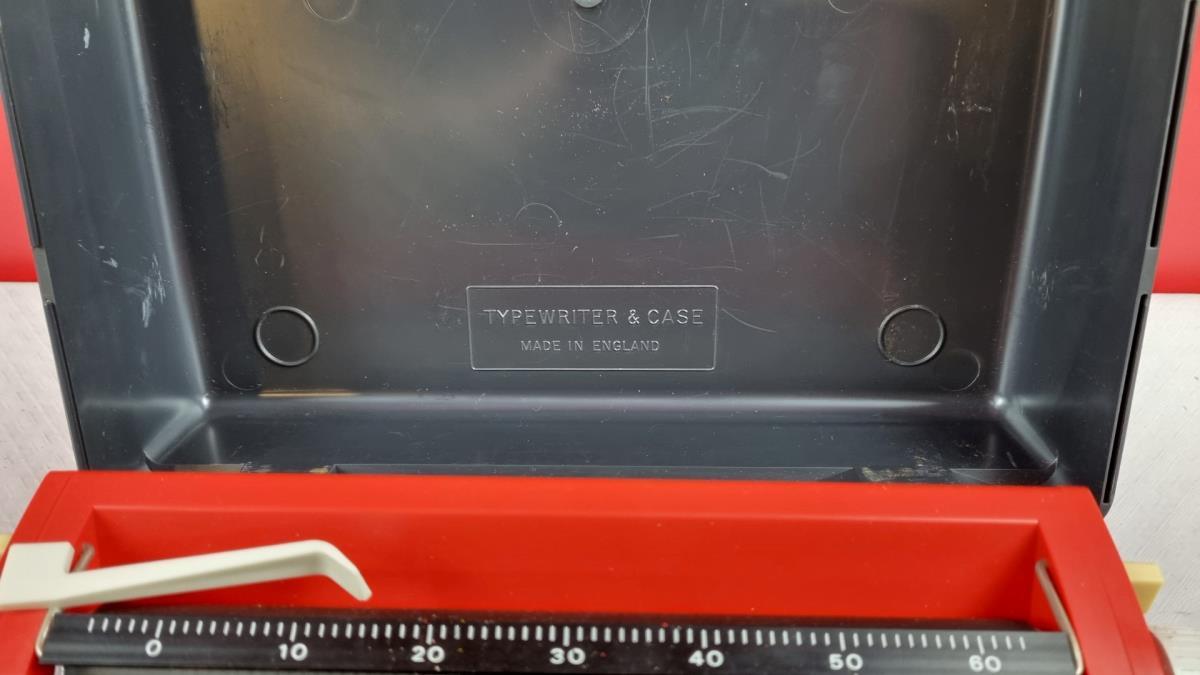 TYPEWRITER & CASE
MADE IN ENGLAND
0 10 20 30 40 50 60